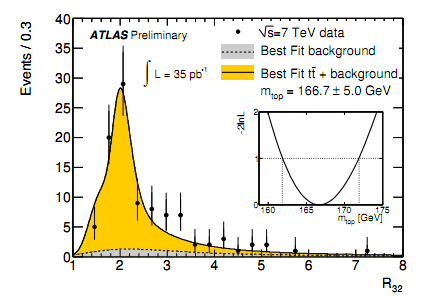 ATLAS Preliminary
√s=7 TeV data
Best Fit background
∫ L = 35 pb⁻¹
Best Fit tt̄ + background
m_top = 166.7 ± 5.0 GeV
Events / 0.3
40
35
30
25
20
15
10
5
0
1 2 3 4 5 6 7 8
R₃₂
-2lnL
2
1
0
160 165 170 175
m_top [GeV]